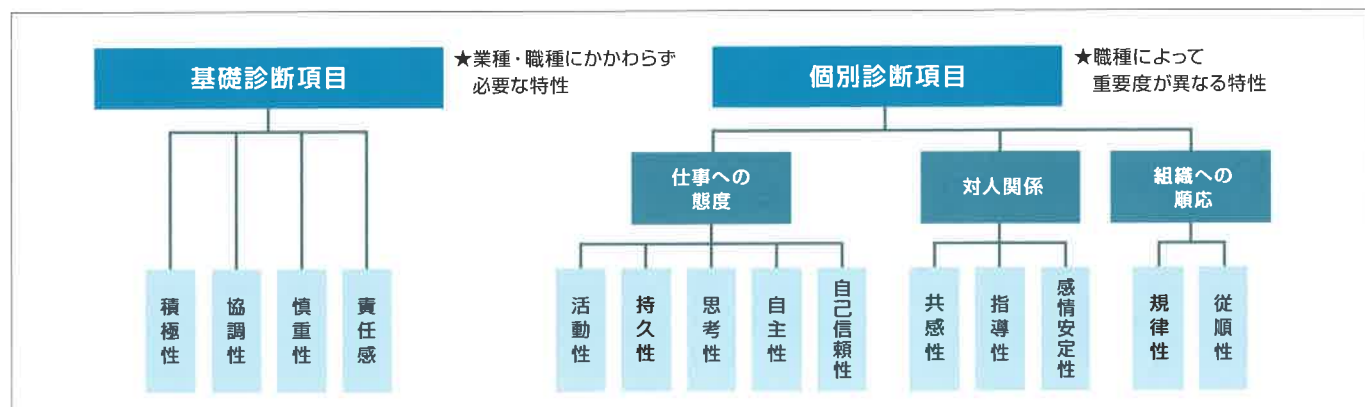 基礎診断項目
★業種・職種にかかわらず
必要な特性
積極性
協調性
慎重性
責任感
個別診断項目
★職種によって
重要度が異なる特性
仕事への
態度
活動性
持久性
思考性
自主性
自己信頼性
対人関係
共感性
指導性
感情安定性
組織への
順応
規律性
従順性